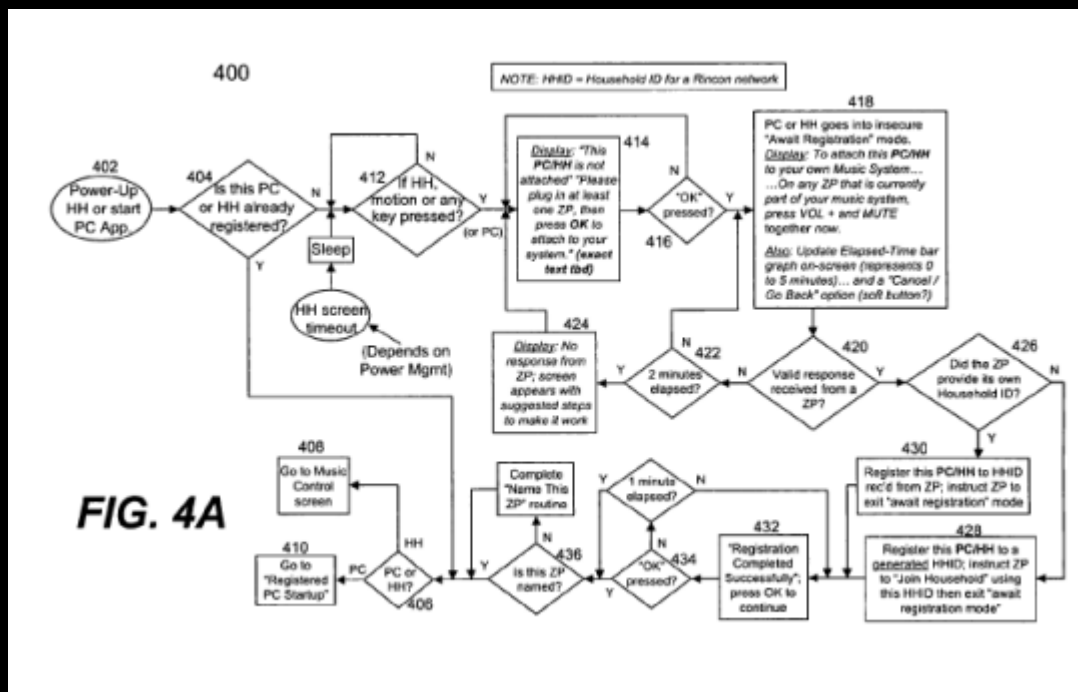 400
NOTE: HHID = Household ID for a Rincon network
402
Power-Up
HH or start
PC App.
404
Is this PC
or HH already
registered?
N
Y
Sleep
HH screen
timeout
(Depends on
Power Mgmt)
412
If HH,
motion or any
key pressed?
N
Y
(or PC)
414
Display: "This
PC/HH is not
attached" "Please
plug in at least
one ZP, then
press OK to
attach to your
system." (exact
text tbd)
N
"OK"
pressed?
416
Y
418
PC or HH goes into insecure
"Await Registration" mode.
Display: To attach this PC/HH
to your own Music System…
…On any ZP that is currently
part of your music system,
press VOL + and MUTE
together now.
Also: Update Elapsed-Time bar
graph on-screen (represents 0
to 5 minutes)… and a "Cancel /
Go Back" option (soft button?)
424
Display: No
response from
ZP; screen
appears with
suggested steps
to make it work
Y
N
422
2 minutes
elapsed?
N
420
Valid response
received from a
ZP?
Y
426
Did the ZP
provide its own
Household ID?
N
Y
430
Register this PC/HH to HHID
rec'd from ZP; instruct ZP to
exit "await registration" mode
428
Register this PC/HH to a
generated HHID; instruct ZP
to "Join Household" using
this HHID then exit "await
registration mode"
432
"Registration
Completed
Successfully";
press OK to
continue
Y
1 minute
elapsed?
N
N
"OK"
pressed?
434
Y
Complete
"Name This
ZP" routine
N
436
Is this ZP
named?
Y
PC or
HH?
406
HH
PC
408
Go to Music
Control
screen
410
Go to
"Registered
PC Startup"
FIG. 4A